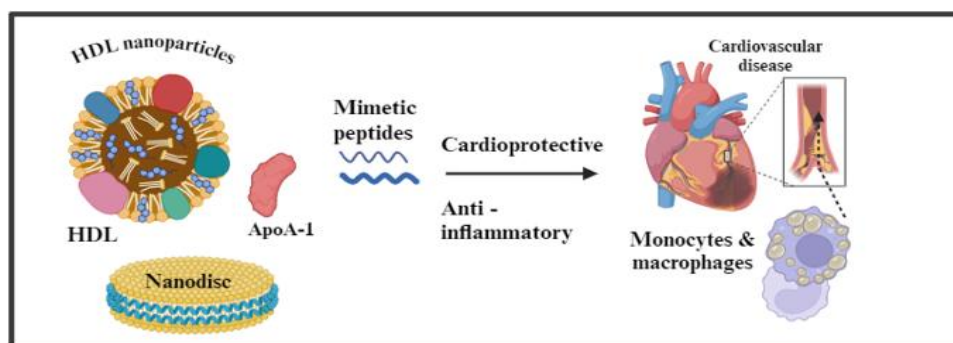 HDL nanoparticles
HDL
ApoA-1
Nanodisc
Mimetic
peptides
Cardioprotective
Anti -
inflammatory
Cardiovascular
disease
Monocytes &
macrophages